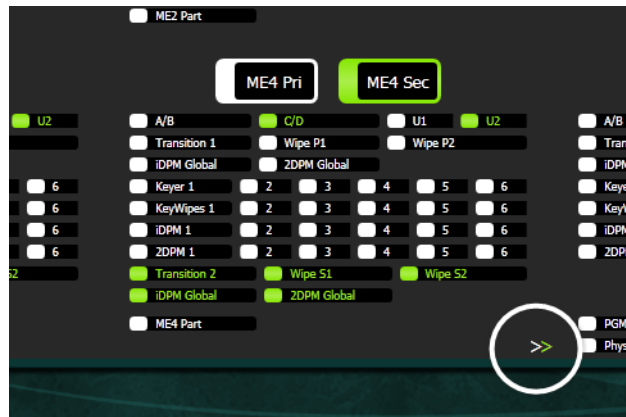 ME2 Part
ME4 Pri ME4 Sec
U2 A/B C/D U1 U2 A/B
Transition 1 Wipe P1 Wipe P2
iDPM Global 2DPM Global
6 Keyer 1 2 3 4 5 6
6 KeyWipes 1 2 3 4 5 6
6 iDPM 1 2 3 4 5 6
6 2DPM 1 2 3 4 5 6 2DP
S2 Transition 2 Wipe S1 Wipe S2
iDPM Global 2DPM Global
ME4 Part PGM
>> Phys